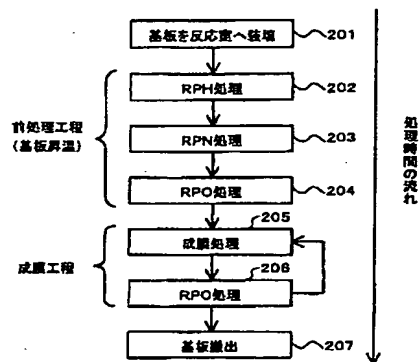 基板を反応室へ装填
201
RPH処理
202
前処理工程
(基板昇温)
RPN処理
203
RPO処理
204
処理時間の流れ
205
成膜処理
成膜工程
206
RPO処理
基板搬出
207